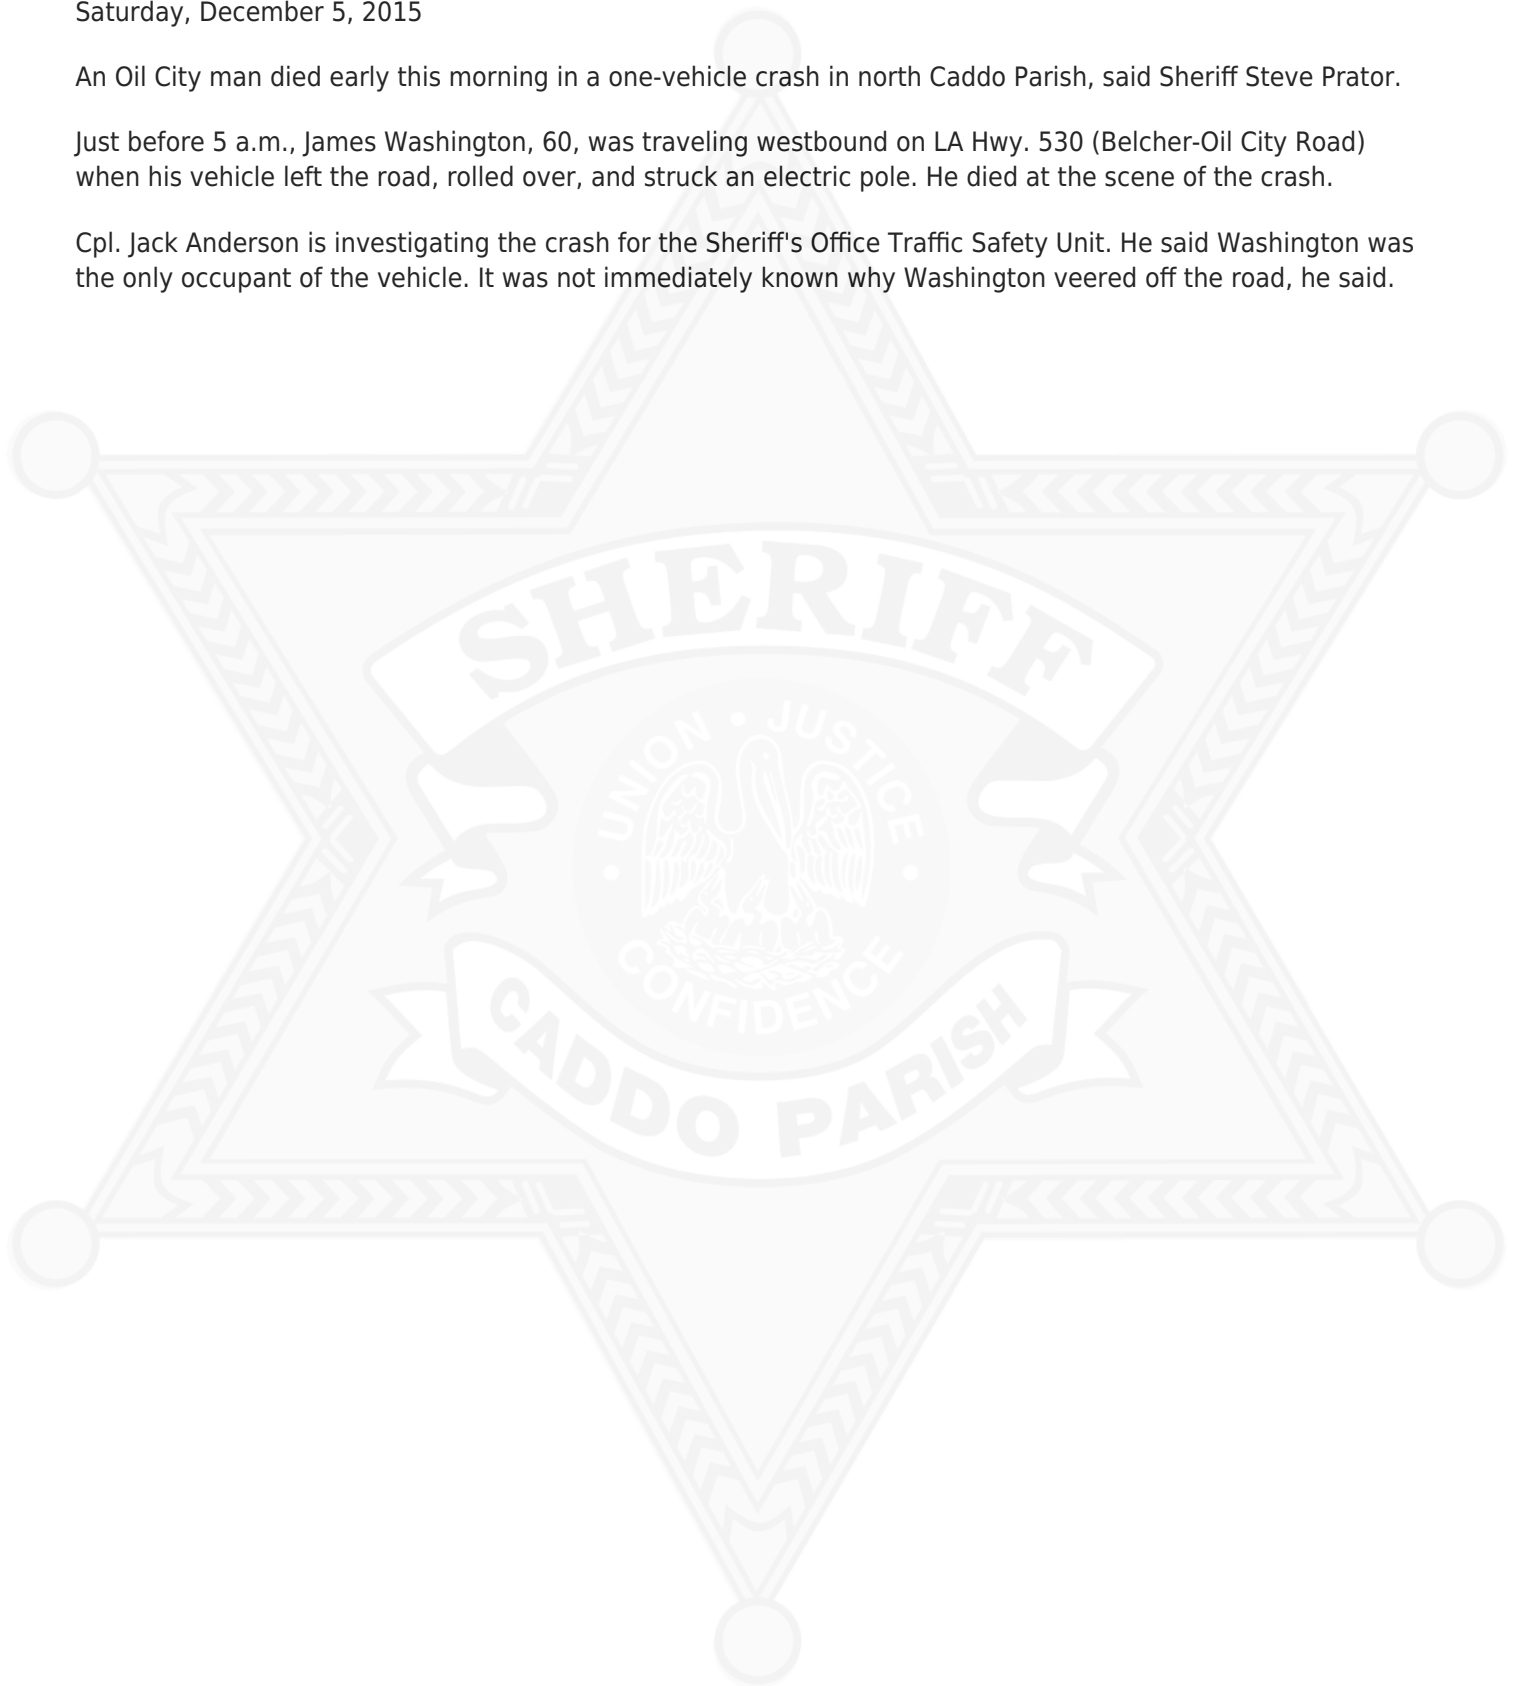 Saturday, December 5, 2015
An Oil City man died early this morning in a one-vehicle crash in north Caddo Parish, said Sheriff Steve Prator.
Just before 5 a.m., James Washington, 60, was traveling westbound on LA Hwy. 530 (Belcher-Oil City Road)
when his vehicle left the road, rolled over, and struck an electric pole. He died at the scene of the crash.
Cpl. Jack Anderson is investigating the crash for the Sheriff's Office Traffic Safety Unit. He said Washington was
the only occupant of the vehicle. It was not immediately known why Washington veered off the road, he said.
SHERIFF
UNION • JUSTICE
• CONFIDENCE •
CADDO PARISH